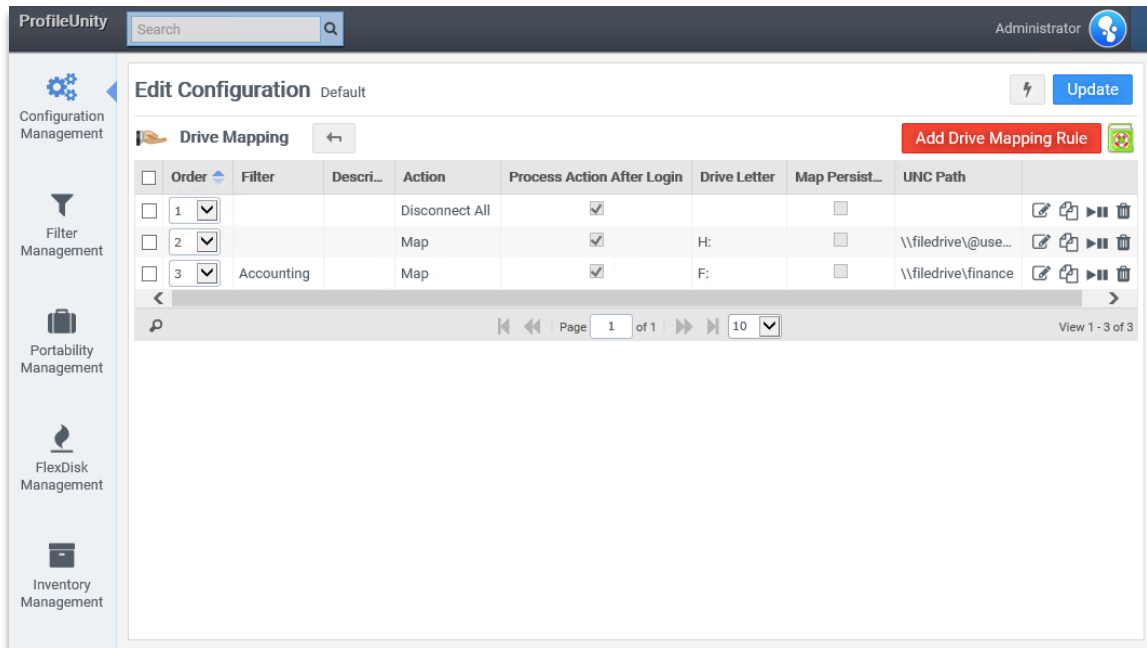 ProfileUnity
Search
Administrator
Configuration
Management
Filter
Management
Portability
Management
FlexDisk
Management
Inventory
Management
Edit Configuration Default
Update
Drive Mapping
Add Drive Mapping Rule
Order Filter Descri... Action Process Action After Login Drive Letter Map Persist... UNC Path
1 Disconnect All
2 Map H: \\filedrive\@use...
3 Accounting Map F: \\filedrive\finance
Page 1 of 1 10 View 1 - 3 of 3